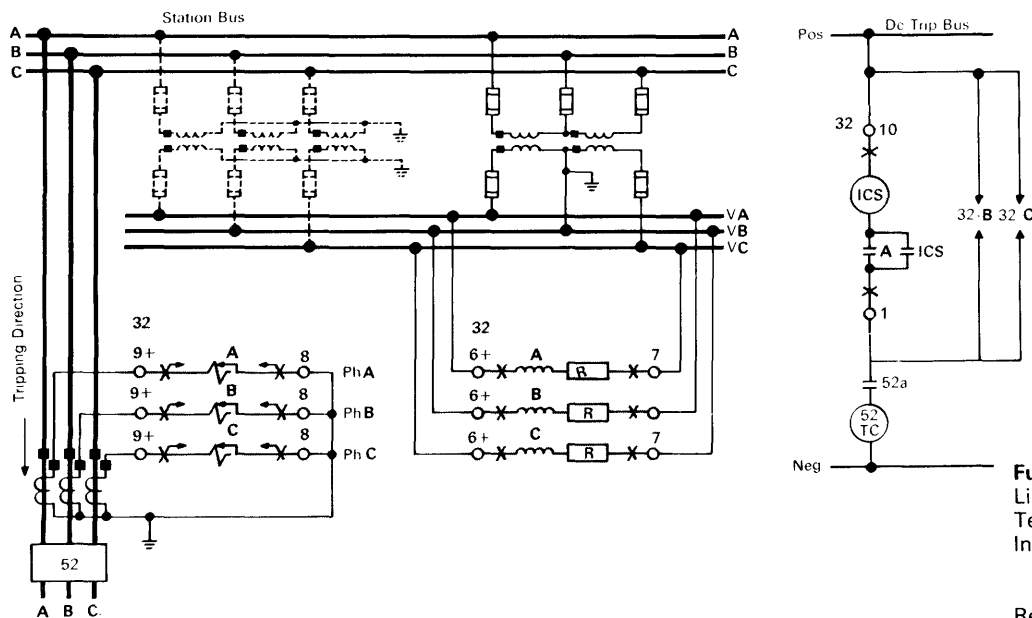 Station Bus
Dc Trip Bus
A
A
Pos
B
B
C
C
32
10
ICS
32-B
32
VA
VB
VC
A
ICS
Tripping Direction
1
32
32
9+
A
8
Ph A
6+
A
R
7
9+
B
8
Ph B
6+
B
R
7
9+
C
8
Ph C
6+
C
R
7
52a
52
TC
Neg
Fu
Li
Te
In
52
A B C.
Re